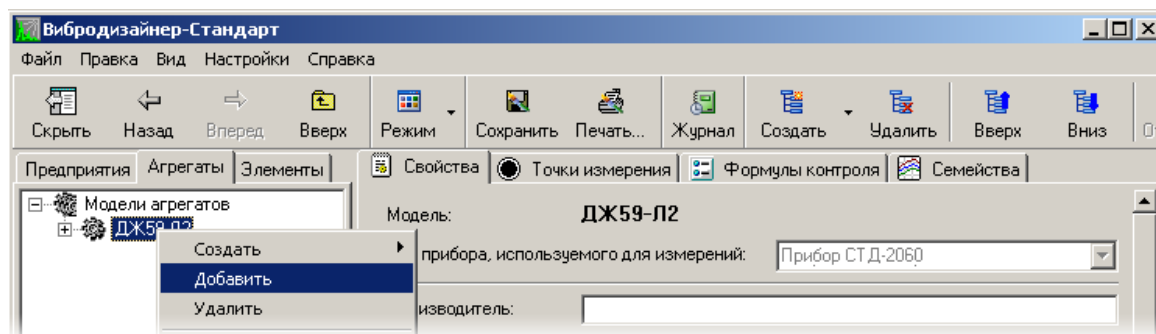 Вибродизайнер-Стандарт
Файл Правка Вид Настройки Справка
Скрыть Назад Вперед Вверх Режим Сохранить Печать... Журнал Создать Удалить Вверх Вниз
Предприятия Агрегаты Элементы Свойства Точки измерения Формулы контроля Семейства
Модели агрегатов
ДЖ59-Л2
Модель: ДЖ59-Л2
Создать
прибора, используемого для измерений: Прибор СТД-2060
Добавить
Удалить
изводитель: